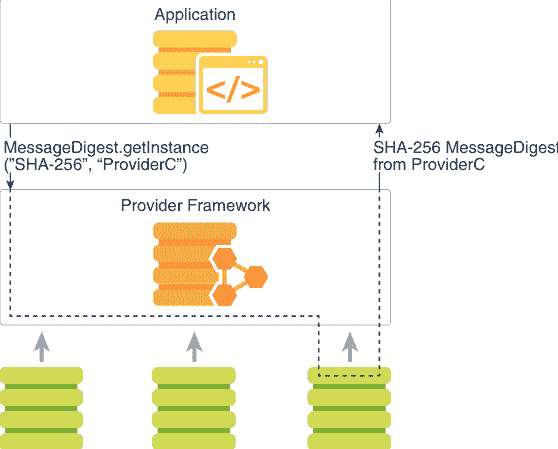 Application
</>
MessageDigest.getInstance
("SHA-256", “ProviderC”)
SHA-256 MessageDigest
from ProviderC
Provider Framework